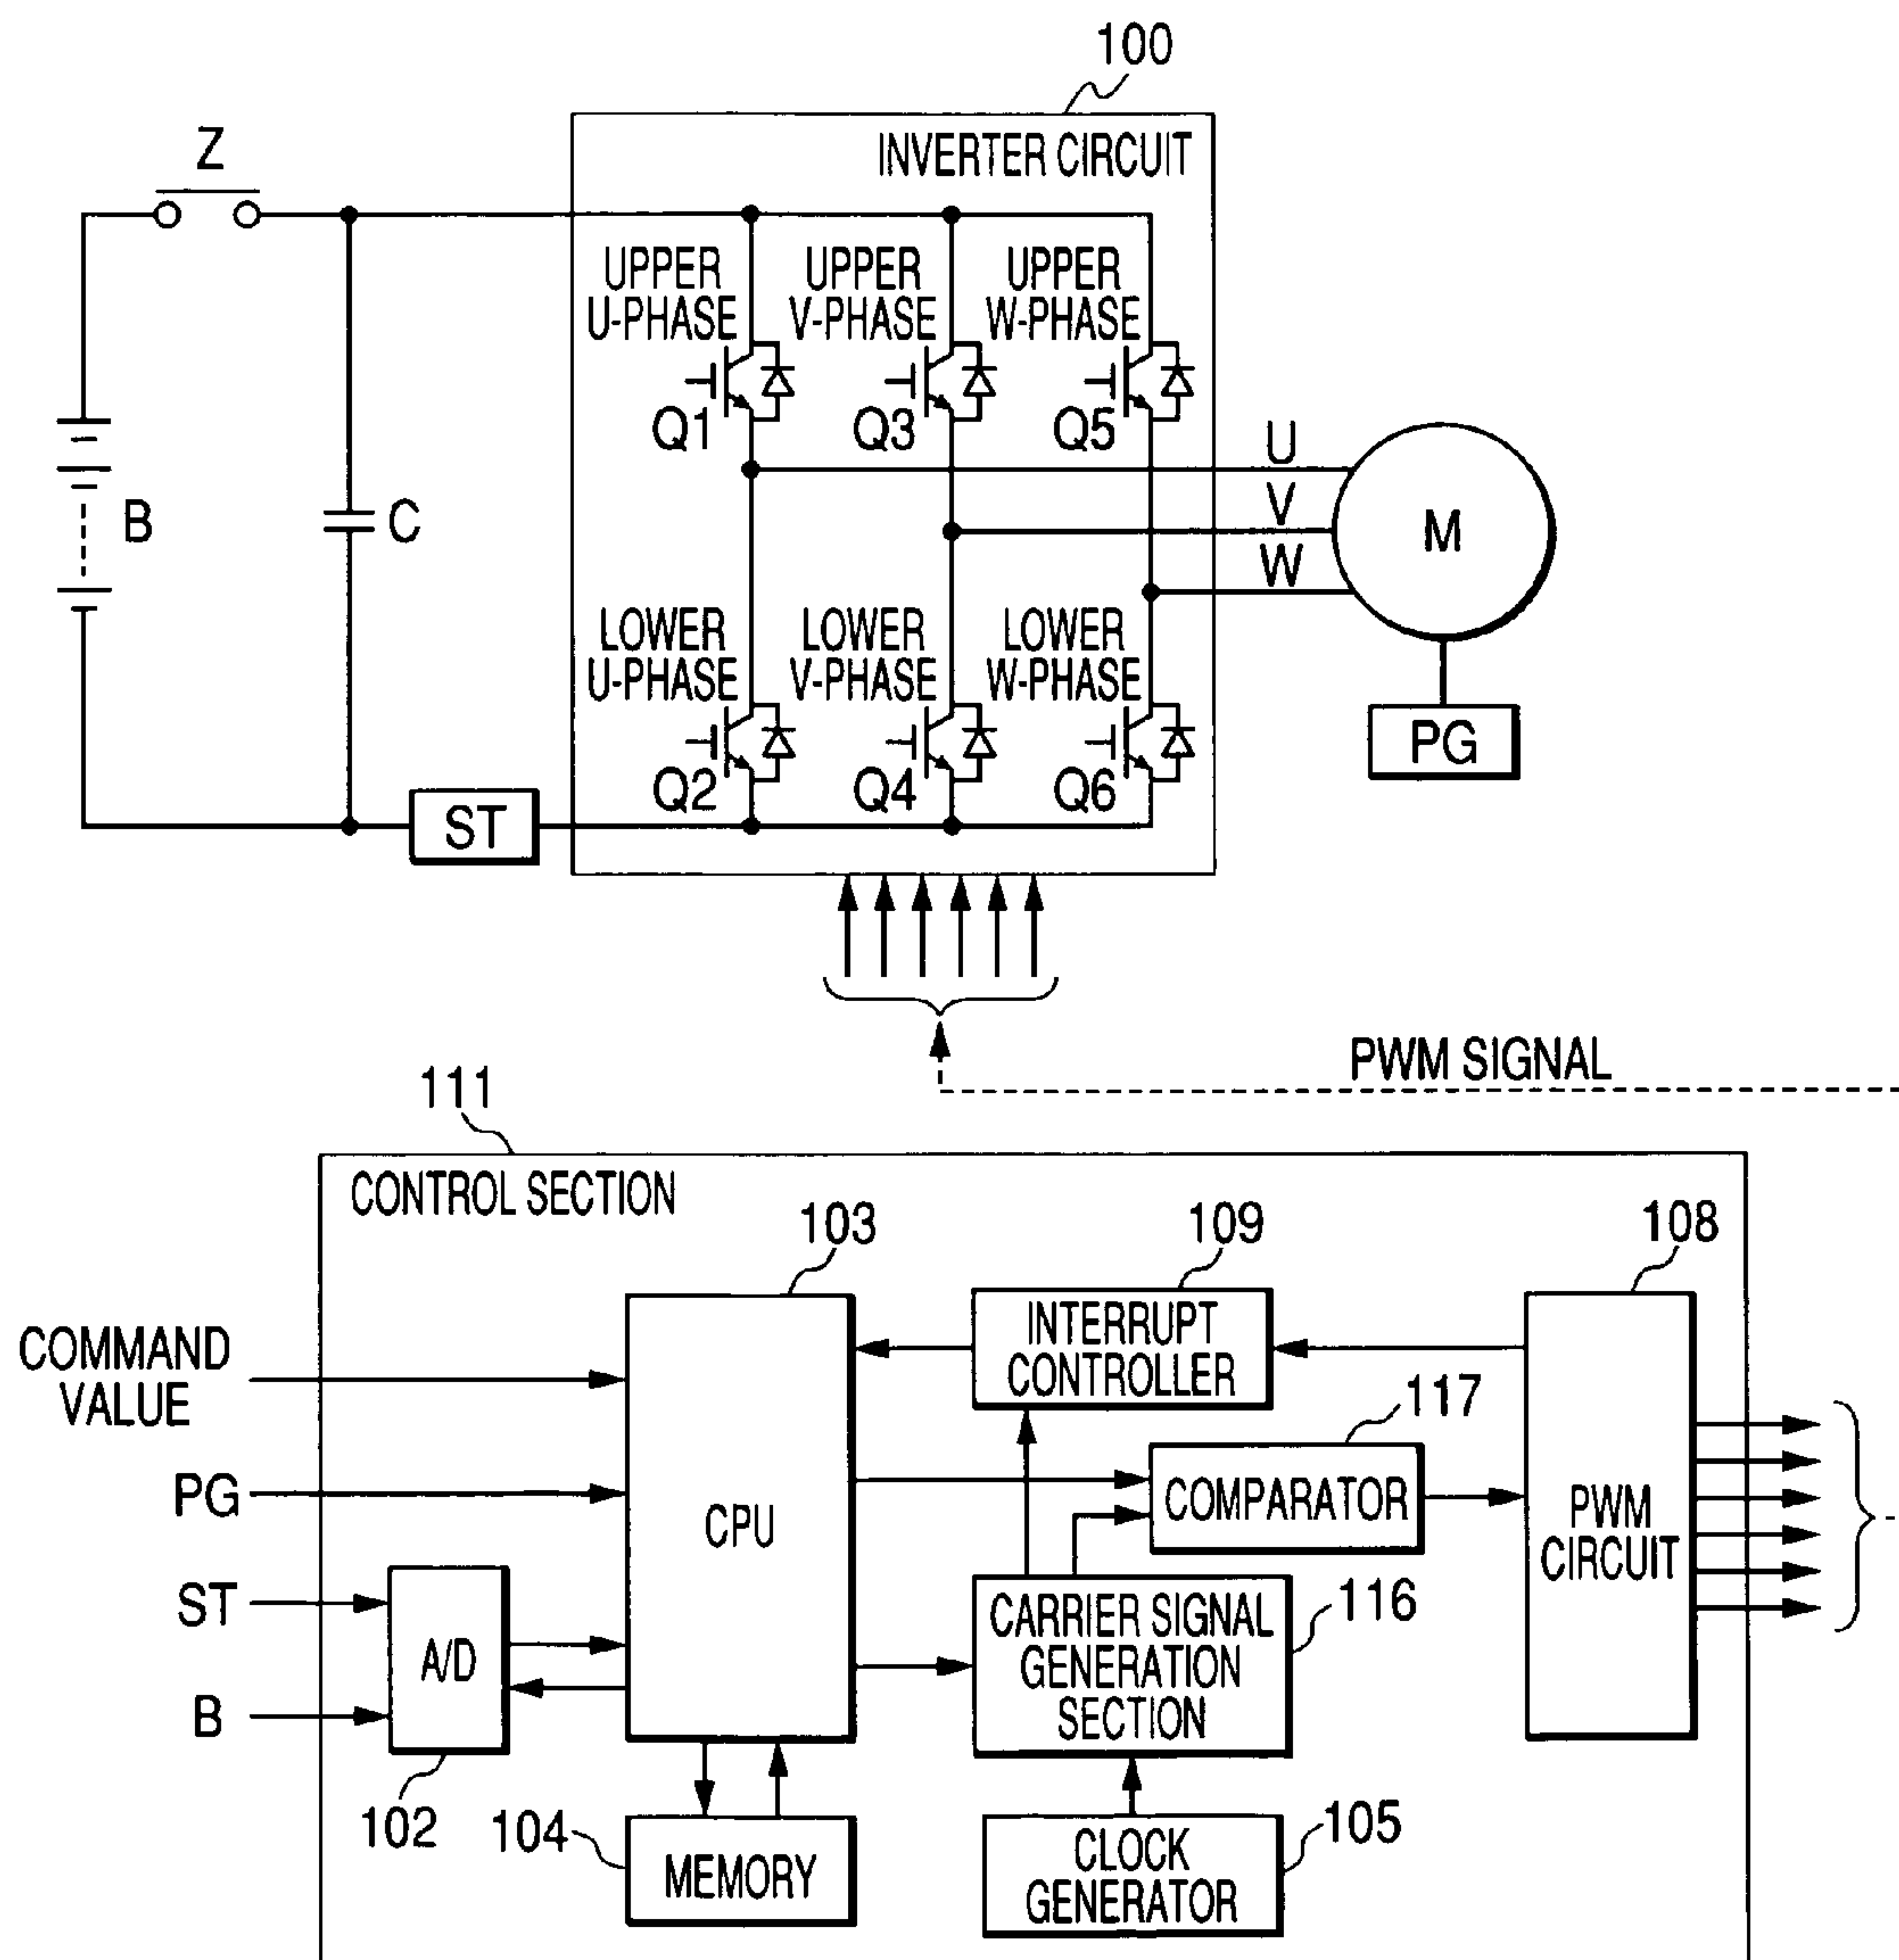 100
INVERTER CIRCUIT
Z
UPPER
U-PHASE
UPPER
V-PHASE
UPPER
W-PHASE
Q1
Q3
Q5
B
C
U
V
W
M
LOWER
U-PHASE
LOWER
V-PHASE
LOWER
W-PHASE
Q2
Q4
Q6
PG
ST
PWM SIGNAL
111
CONTROL SECTION
103
109
108
COMMAND
VALUE
INTERRUPT
CONTROLLER
117
PG
CPU
COMPARATOR
PWM
CIRCUIT
ST
A/D
CARRIER SIGNAL
GENERATION
SECTION
116
B
102
104
MEMORY
CLOCK
GENERATOR
105